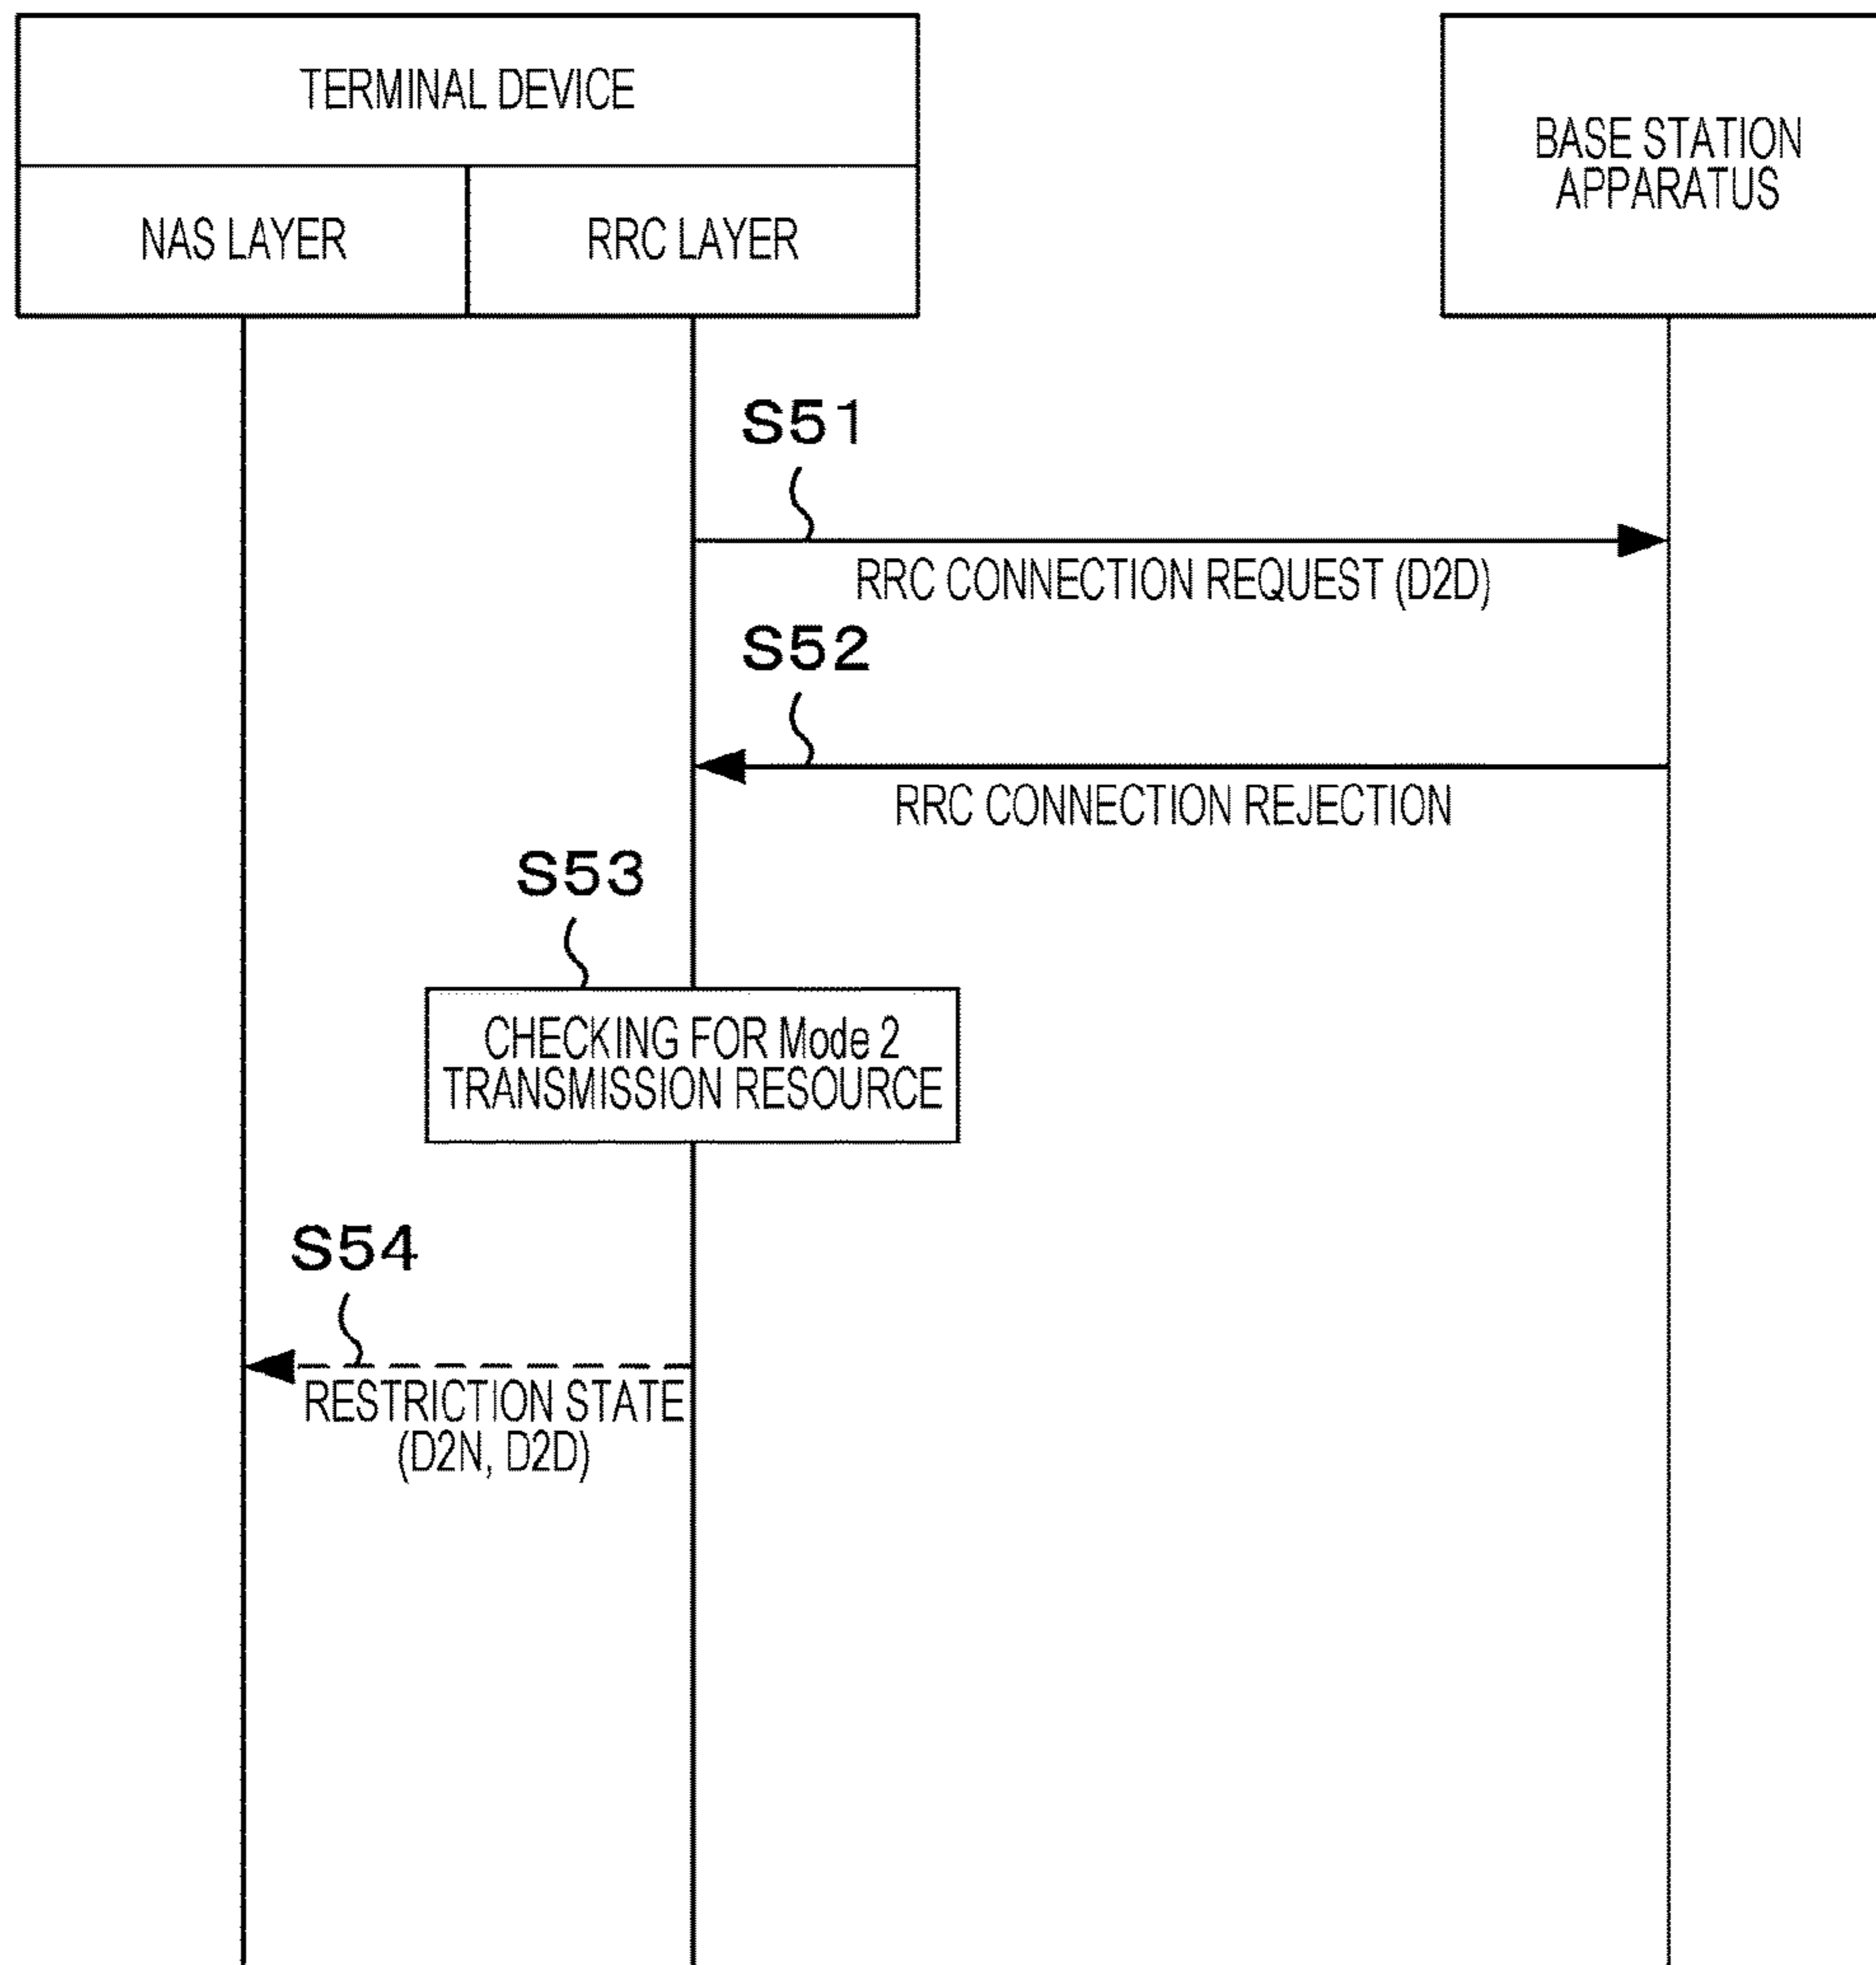 TERMINAL DEVICE
NAS LAYER
RRC LAYER
BASE STATION
APPARATUS
S51
RRC CONNECTION REQUEST (D2D)
S52
RRC CONNECTION REJECTION
S53
CHECKING FOR Mode 2
TRANSMISSION RESOURCE
S54
RESTRICTION STATE
(D2N, D2D)